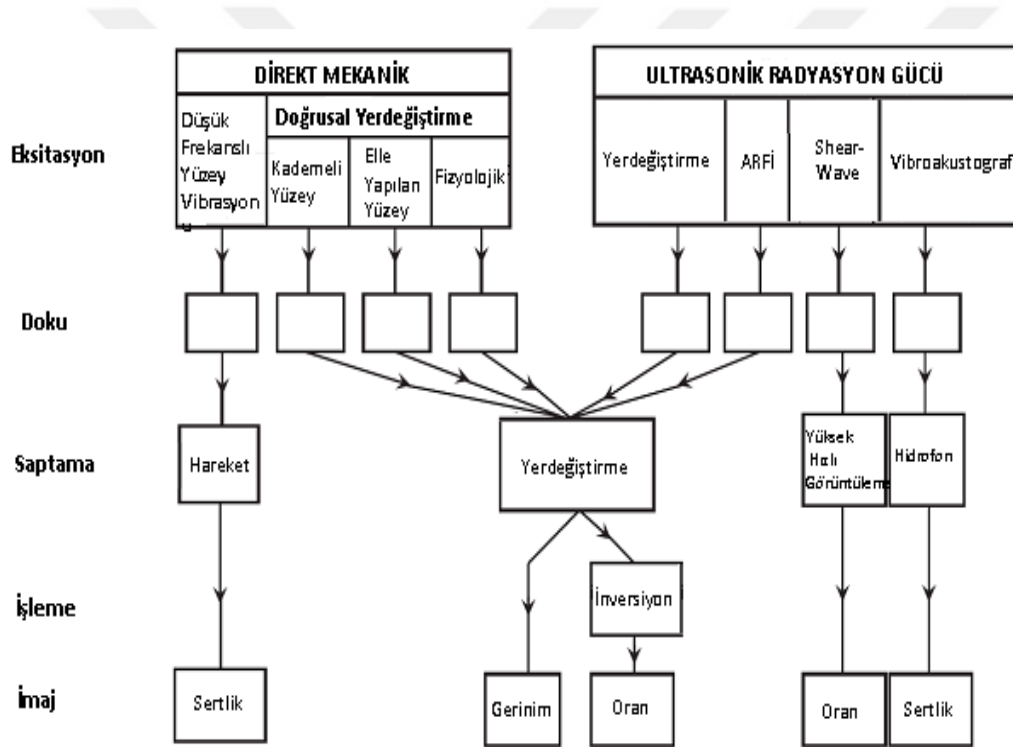 DİREKT MEKANİK
ULTRASONİK RADYASYON GÜCÜ
Eksitasyon
Düşük
Frekanslı
Yüzey
Vibrasyon
Doğrusal Yerdeğiştirme
Kademeli
Yüzey
Elle
Yapılan
Yüzey
Fizyolojik
Yerdeğiştirme
ARFİ
Shear-
Wave
Vibroakustograf
Doku
Saptama
Hareket
Yerdeğiştirme
Yüksek
Hızlı
Görüntüleme
Hidrofon
İşleme
İnversiyon
İmaj
Sertlik
Gerinim
Oran
Oran
Sertlik